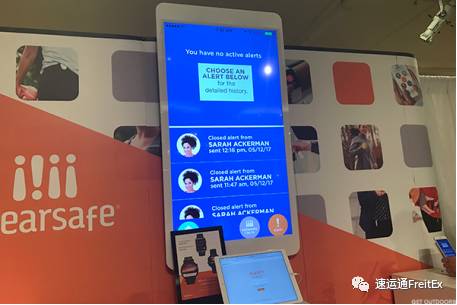 You have no active alerts
CHOOSE AN
ALERT BELOW
for the
detailed history.
Closed alert from
SARAH ACKERMAN
sent 12:16 pm, 05/12/17
Closed alert from
SARAH ACKERMAN
sent 11:47 am, 05/12/17
Closed alert from
SARAH ACKERMAN
earsafe®
速运通FreitEx
GET OUTDOORS